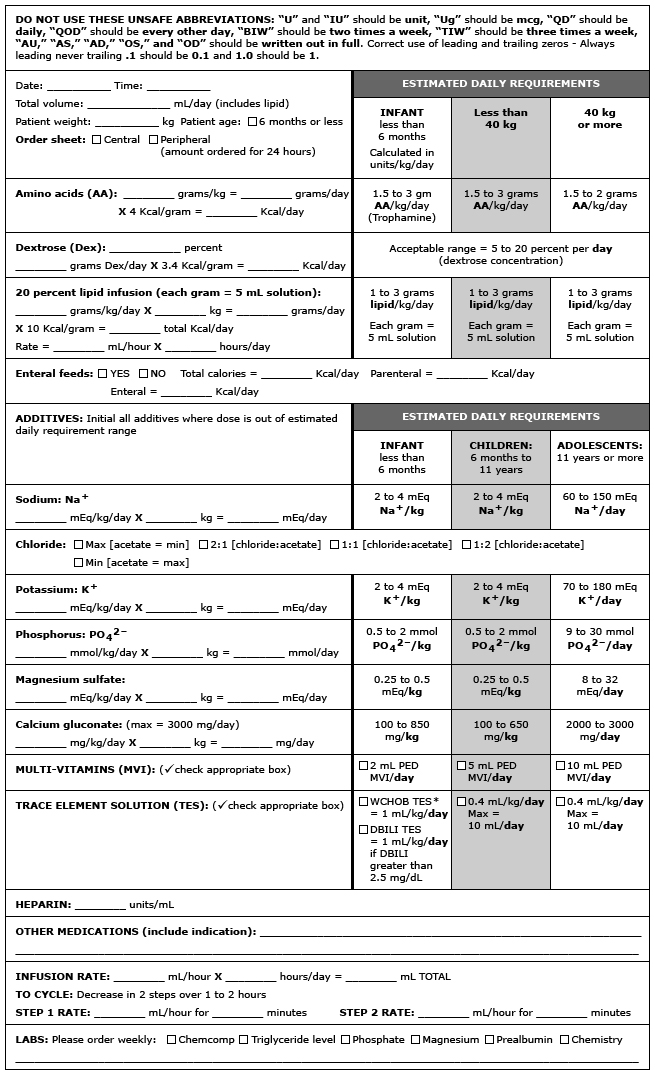 DO NOT USE THESE UNSAFE ABBREVIATIONS: “U” and “IU” should be unit, “Ug” should be mcg, “QD” should be
daily, “QOD” should be every other day, “BIW” should be two times a week, “TIW” should be three times a week,
“AU,” “AS,” “AD,” “OS,” and “OD” should be written out in full. Correct use of leading and trailing zeros - Always
leading never trailing .1 should be 0.1 and 1.0 should be 1.
Date: __________ Time: __________
Total volume: _____________ mL/day (includes lipid)
Patient weight: __________ kg Patient age: ☐ 6 months or less
Order sheet: ☐ Central ☐ Peripheral
(amount ordered for 24 hours)
ESTIMATED DAILY REQUIREMENTS
INFANT
less than
6 months
Calculated in
units/kg/day
Less than
40 kg
40 kg
or more
Amino acids (AA): ________ grams/kg = ________ grams/day
X 4 Kcal/gram = ________ Kcal/day
1.5 to 3 gm
AA/kg/day
(Trophamine)
1.5 to 3 grams
AA/kg/day
1.5 to 2 grams
AA/kg/day
Dextrose (Dex): ___________ percent
________ grams Dex/day X 3.4 Kcal/gram = ________ Kcal/day
Acceptable range = 5 to 20 percent per day
(dextrose concentration)
20 percent lipid infusion (each gram = 5 mL solution):
________ grams/kg/day X ________ kg = ________ grams/day
X 10 Kcal/gram = ________ total Kcal/day
Rate = ________ mL/hour X ________ hours/day
1 to 3 grams
lipid/kg/day
Each gram =
5 mL solution
1 to 3 grams
lipid/kg/day
Each gram =
5 mL solution
1 to 3 grams
lipid/kg/day
Each gram =
5 mL solution
Enteral feeds: ☐ YES ☐ NO Total calories = ________ Kcal/day Parenteral = ________ Kcal/day
Enteral = ________ Kcal/day
ADDITIVES: Initial all additives where dose is out of estimated
daily requirement range
ESTIMATED DAILY REQUIREMENTS
INFANT
less than
6 months
CHILDREN:
6 months to
11 years
ADOLESCENTS:
11 years or more
Sodium: Na⁺
________ mEq/kg/day X ________ kg = ________ mEq/day
2 to 4 mEq
Na⁺/kg
2 to 4 mEq
Na⁺/kg
60 to 150 mEq
Na⁺/day
Chloride: ☐ Max [acetate = min] ☐ 2:1 [chloride:acetate] ☐ 1:1 [chloride:acetate] ☐ 1:2 [chloride:acetate]
☐ Min [acetate = max]
Potassium: K⁺
________ mEq/kg/day X ________ kg = ________ mEq/day
2 to 4 mEq
K⁺/kg
2 to 4 mEq
K⁺/kg
70 to 180 mEq
K⁺/day
Phosphorus: PO₄²⁻
________ mmol/kg/day X ________ kg = ________ mmol/day
0.5 to 2 mmol
PO₄²⁻/kg
0.5 to 2 mmol
PO₄²⁻/kg
9 to 30 mmol
PO₄²⁻/day
Magnesium sulfate:
________ mEq/kg/day X ________ kg = ________ mEq/day
0.25 to 0.5
mEq/kg
0.25 to 0.5
mEq/kg
8 to 32
mEq/day
Calcium gluconate: (max = 3000 mg/day)
________ mg/kg/day X ________ kg = ________ mg/day
100 to 850
mg/kg
100 to 650
mg/kg
2000 to 3000
mg/day
MULTI-VITAMINS (MVI): (✓check appropriate box)
☐ 2 mL PED
MVI/day
☐ 5 mL PED
MVI/day
☐ 10 mL PED
MVI/day
TRACE ELEMENT SOLUTION (TES): (✓check appropriate box)
☐ WCHOB TES*
= 1 mL/kg/day
☐ DBILI TES
= 1 mL/kg/day
if DBILI
greater than
2.5 mg/dL
☐ 0.4 mL/kg/day
Max =
10 mL/day
☐ 0.4 mL/kg/day
Max =
10 mL/day
HEPARIN: ________ units/mL
OTHER MEDICATIONS (include indication): ____________________
INFUSION RATE: ________ mL/hour X ________ hours/day = ________ mL TOTAL
TO CYCLE: Decrease in 2 steps over 1 to 2 hours
STEP 1 RATE: ________ mL/hour for ________ minutes STEP 2 RATE: ________ mL/hour for ________ minutes
LABS: Please order weekly: ☐ Chemcomp ☐ Triglyceride level ☐ Phosphate ☐ Magnesium ☐ Prealbumin ☐ Chemistry